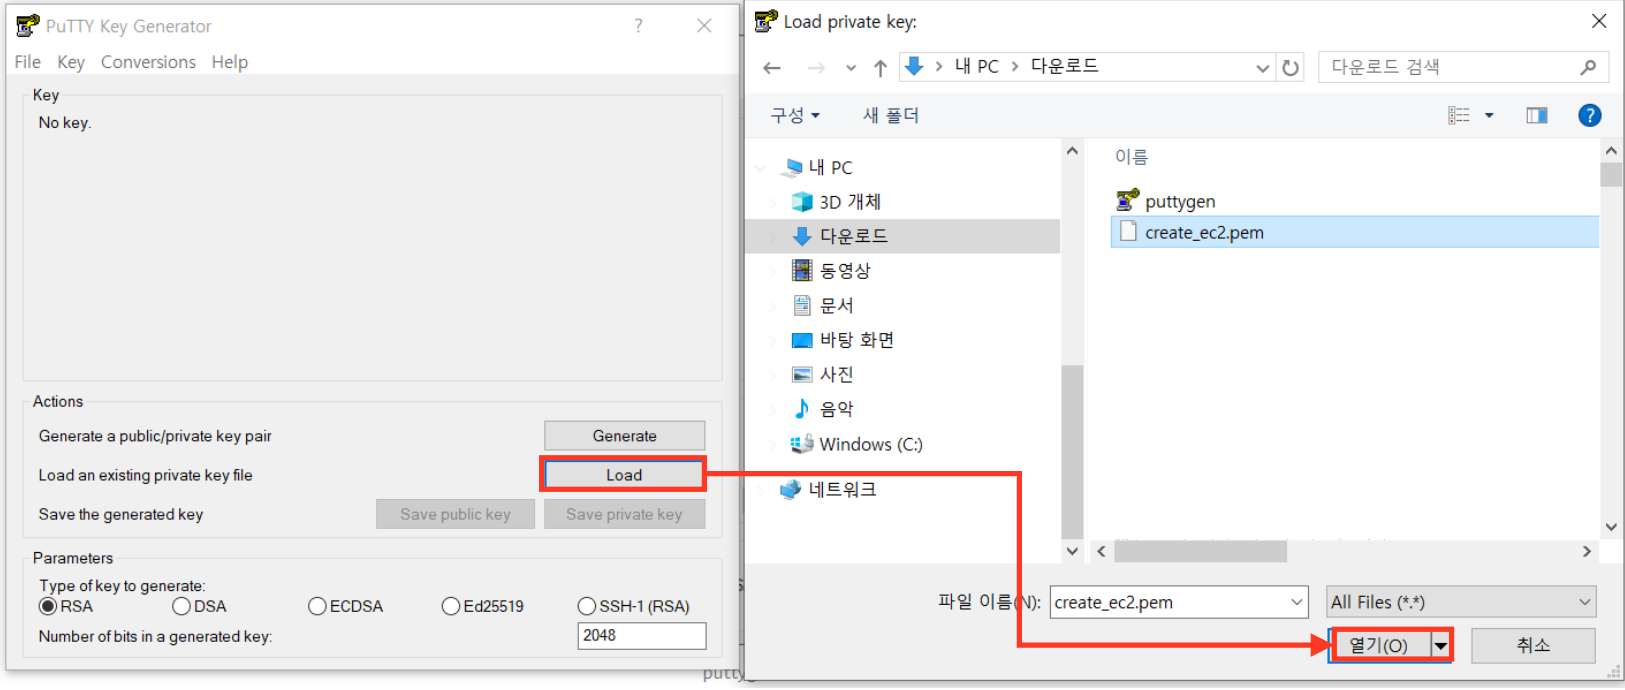 PuTTY Key Generator
?
File Key Conversions Help
Key
No key.
Actions
Generate a public/private key pair
Generate
Load an existing private key file
Load
Save the generated key
Save public key
Save private key
Parameters
Type of key to generate:
RSA
DSA
ECDSA
Ed25519
SSH-1 (RSA)
Number of bits in a generated key:
2048
Load private key:
내 PC
다운로드
다운로드 검색
구성
새 폴더
?
내 PC
3D 개체
다운로드
동영상
문서
바탕 화면
사진
음악
Windows (C:)
네트워크
이름
puttygen
create_ec2.pem
파일 이름(N):
create_ec2.pem
All Files (*.*)
열기(O)
취소